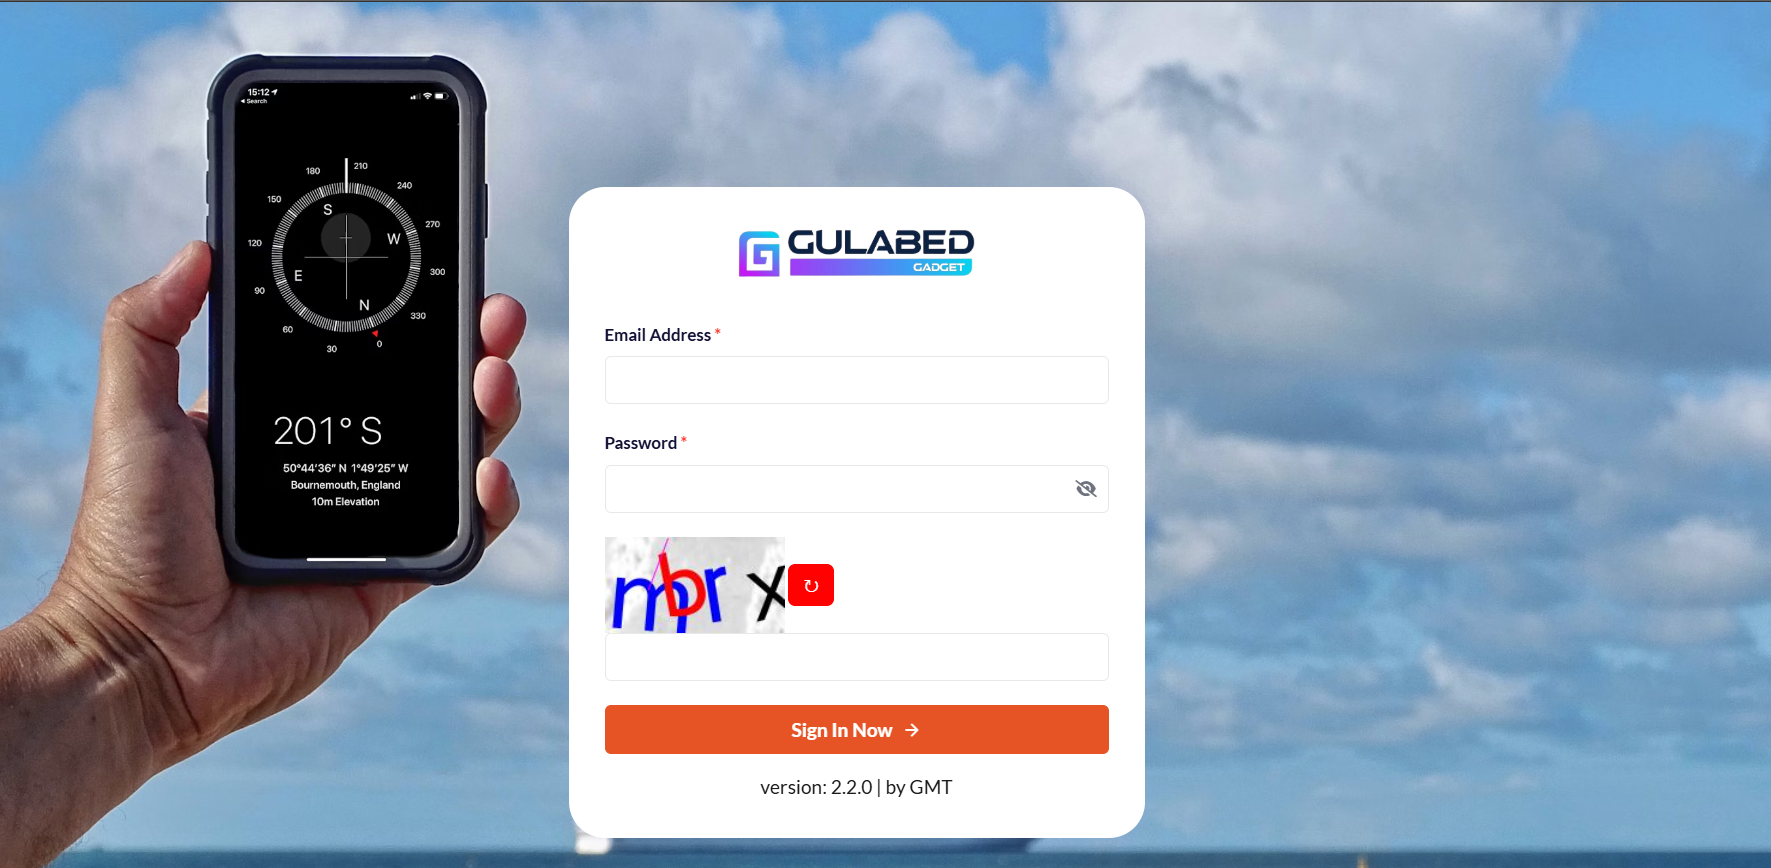 15:12
Search
180
210
150
240
S
120
270
W
E
90
300
N
60
330
30
0
201° S
50°44'36" N 1°49'25" W
Bournemouth, England
10m Elevation
GULABED
GADGET
Email Address *
Password *
Sign In Now →
version: 2.2.0 | by GMT